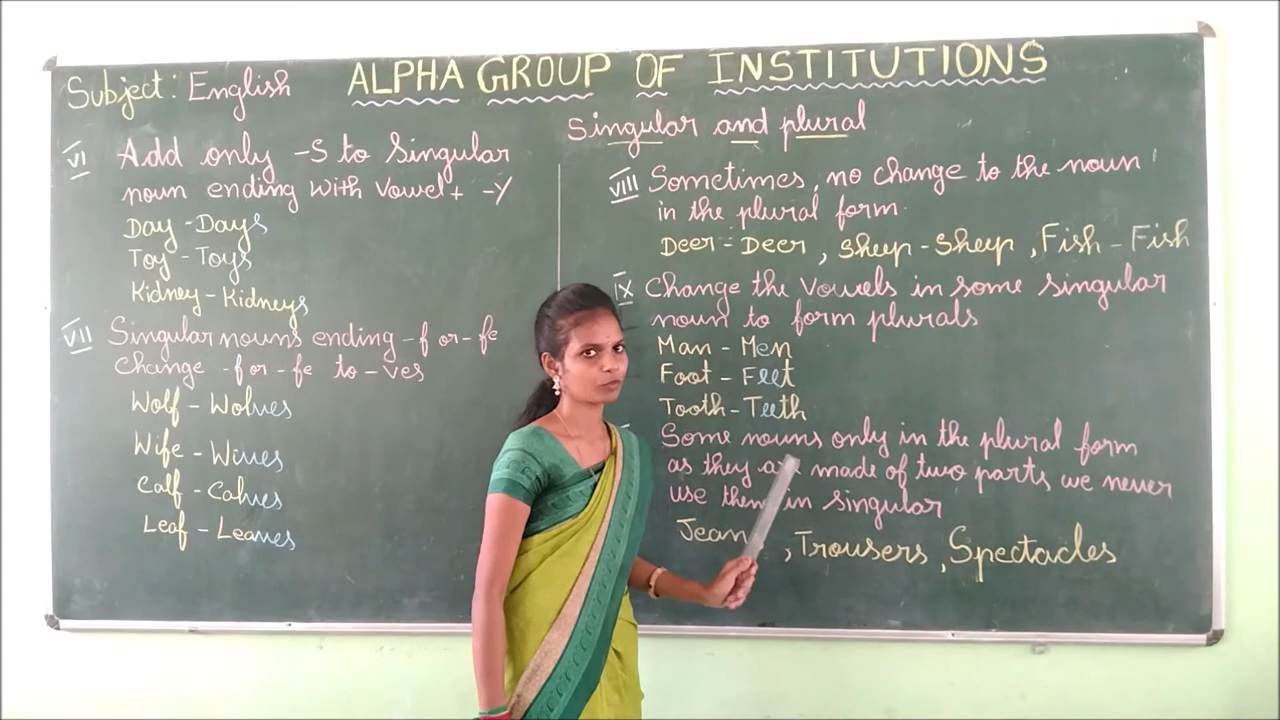 Subject: English
ALPHA GROUP OF INSTITUTIONS
Singular and plural
VI Add only -S to Singular
noun ending with vowel + -Y
Day - Days
Toy - Toys
Kidney - Kidneys
VII Singular nouns ending -f or -fe
change -f or -fe to -ves
Wolf - Wolves
Wife - Wives
Calf - Calves
Leaf - Leaves
VIII Sometimes, no change to the noun
in the plural form.
Deer - Deer, Sheep - Sheep, Fish - Fish
IX Change the vowels in some singular
noun to form plurals
Man - Men
Foot - Feet
Tooth - Teeth
Some nouns only in the plural form
as they are made of two parts we never
use them in singular
, Trousers, Spectacles